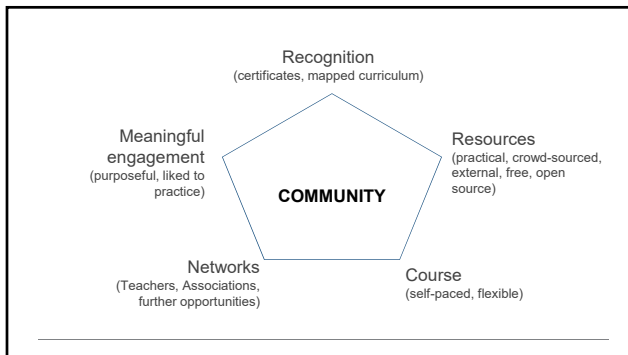 Recognition
(certificates, mapped curriculum)
Meaningful
engagement
(purposeful, liked to
practice)
Resources
(practical, crowd-sourced,
external, free, open
source)
COMMUNITY
Networks
(Teachers, Associations,
further opportunities)
Course
(self-paced, flexible)